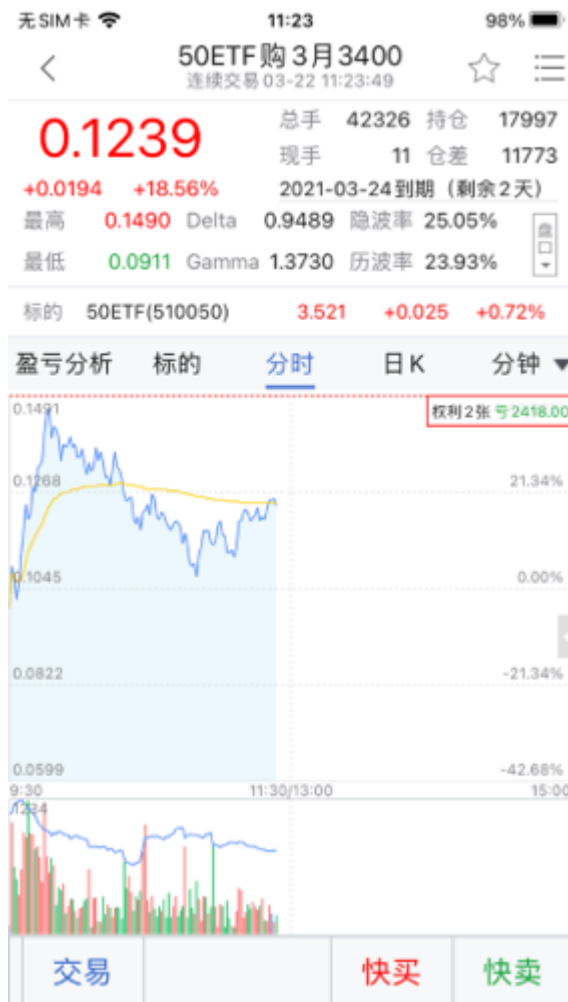 无SIM卡 11:23 98%
50ETF购3月3400
连续交易 03-22 11:23:49
0.1239 总手 42326 持仓 17997
现手 11 仓差 11773
+0.0194 +18.56% 2021-03-24到期（剩余2天）
最高 0.1490 Delta 0.9489 隐波率 25.05% 盘口
最低 0.0911 Gamma 1.3730 历波率 23.93%
标的 50ETF(510050) 3.521 +0.025 +0.72%
盈亏分析 标的 分时 日K 分钟
0.1491 权利2张 亏2418.00
0.1268 21.34%
0.1045 0.00%
0.0822 -21.34%
0.0599 -42.68%
9:30 11:30/13:00 15:00
1234
交易 快买 快卖